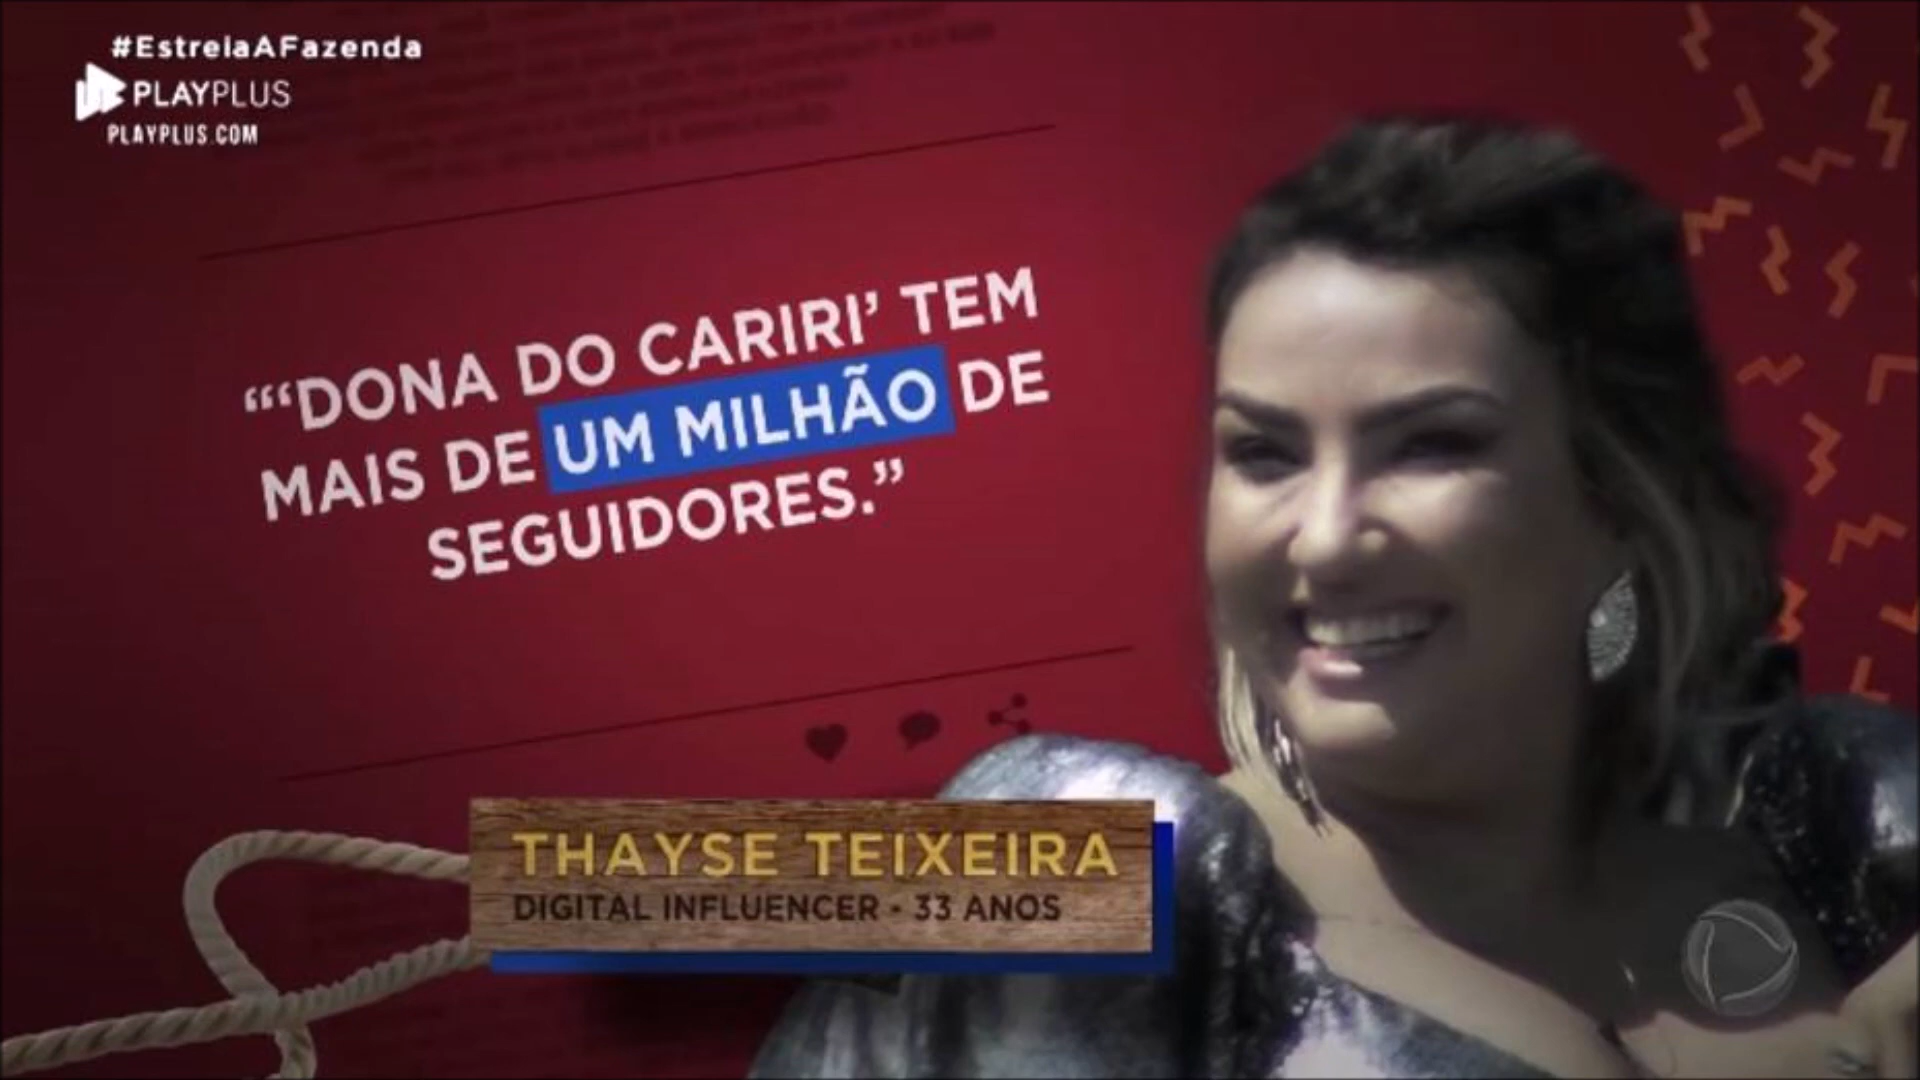 #EstrelaAFazenda
PLAYPLUS
PLAYPLUS.COM
“‘DONA DO CARIRI’ TEM
MAIS DE UM MILHÃO DE
SEGUIDORES.”
THAYSE TEIXEIRA
DIGITAL INFLUENCER - 33 ANOS